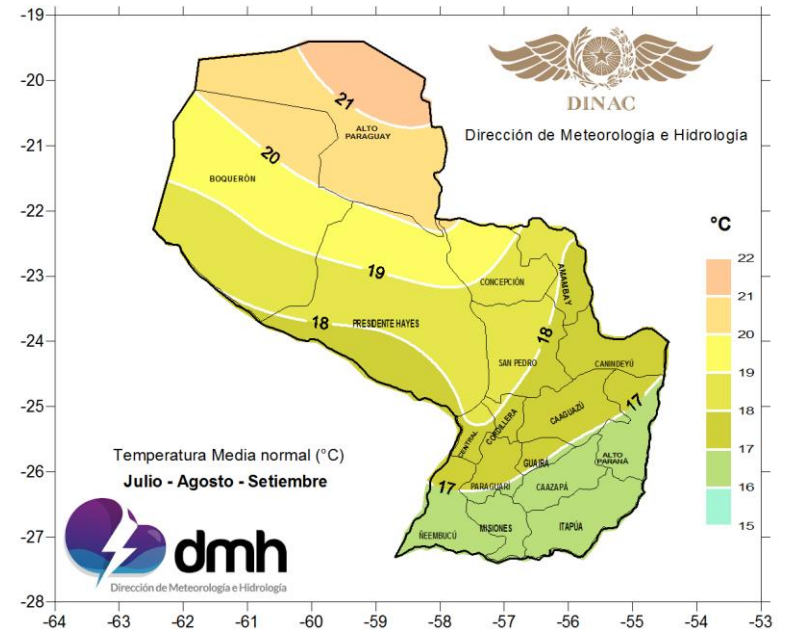 -19
-20
-21
-22
-23
-24
-25
-26
-27
-28
-64
-63
-62
-61
-60
-59
-58
-57
-56
-55
-54
-53
DINAC
Dirección de Meteorología e Hidrología
°C
22
21
20
19
18
17
16
15
21
ALTO
PARAGUAY
20
BOQUERÓN
19
CONCEPCIÓN
AMAMBAY
18
PRESIDENTE HAYES
18
SAN PEDRO
CANINDEYÚ
17
CAAGUAZÚ
CORDILLERA
CENTRAL
GUAIRÁ
ALTO
PARANÁ
17
PARAGUARÍ
CAAZAPÁ
ÑEEMBUCÚ
MISIONES
ITAPÚA
Temperatura Media normal (°C)
Julio - Agosto - Setiembre
dmh
Dirección de Meteorología e Hidrología